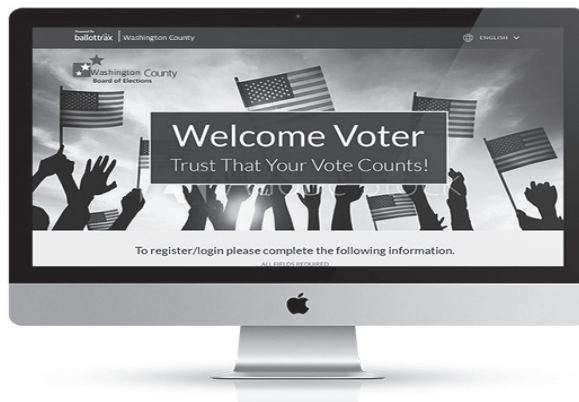 Powered By
ballottrax Washington County
ENGLISH
Washington County
Board of Elections
Welcome Voter
Trust That Your Vote Counts!
To register/login please complete the following information.
ALL FIELDS REQUIRED